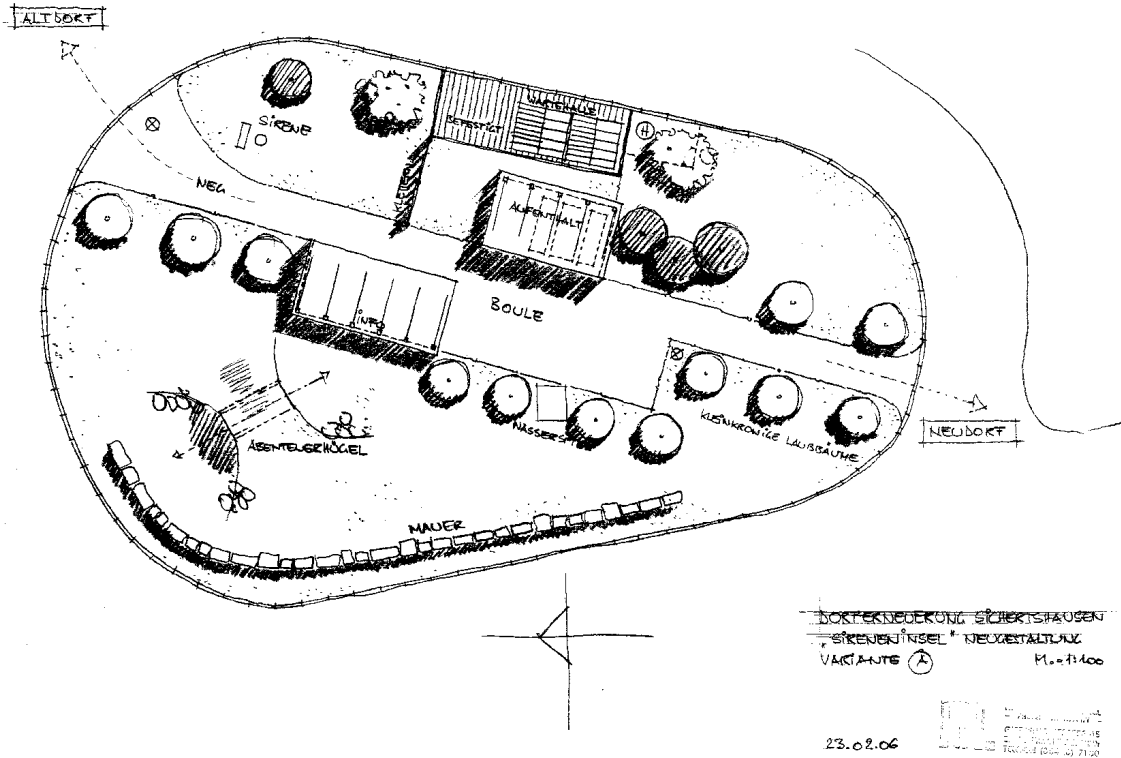 ALTDORF
SIRENE
WARTEHALLE
BEFESTIGT
H
WEG
AUFENTHALT
BOULE
INFO
WASSER
KLEINKRONIGE LAUBBÄUME
NEUDORF
ABENTEUERHÜGEL
MAUER
DORFERNEUERUNG SICHERTSHAUSEN
"SIRENENINSEL" NEUGESTALTUNG
VARIANTE A M. 1:100
23.02.06